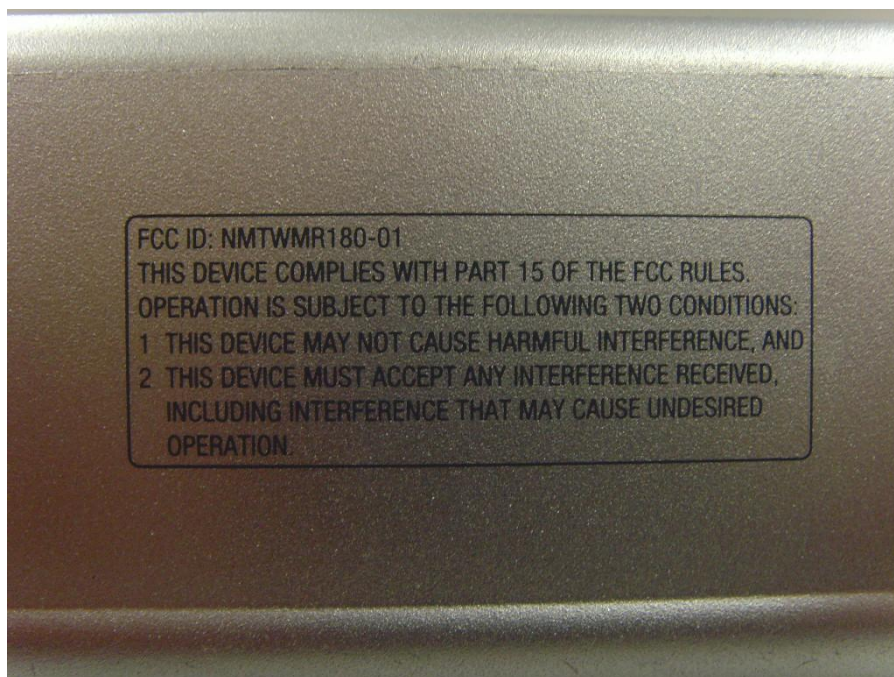 FCC ID: NMTWMR180-01
THIS DEVICE COMPLIES WITH PART 15 OF THE FCC RULES.
OPERATION IS SUBJECT TO THE FOLLOWING TWO CONDITIONS:
1 THIS DEVICE MAY NOT CAUSE HARMFUL INTERFERENCE, AND
2 THIS DEVICE MUST ACCEPT ANY INTERFERENCE RECEIVED,
INCLUDING INTERFERENCE THAT MAY CAUSE UNDESIRED
OPERATION.